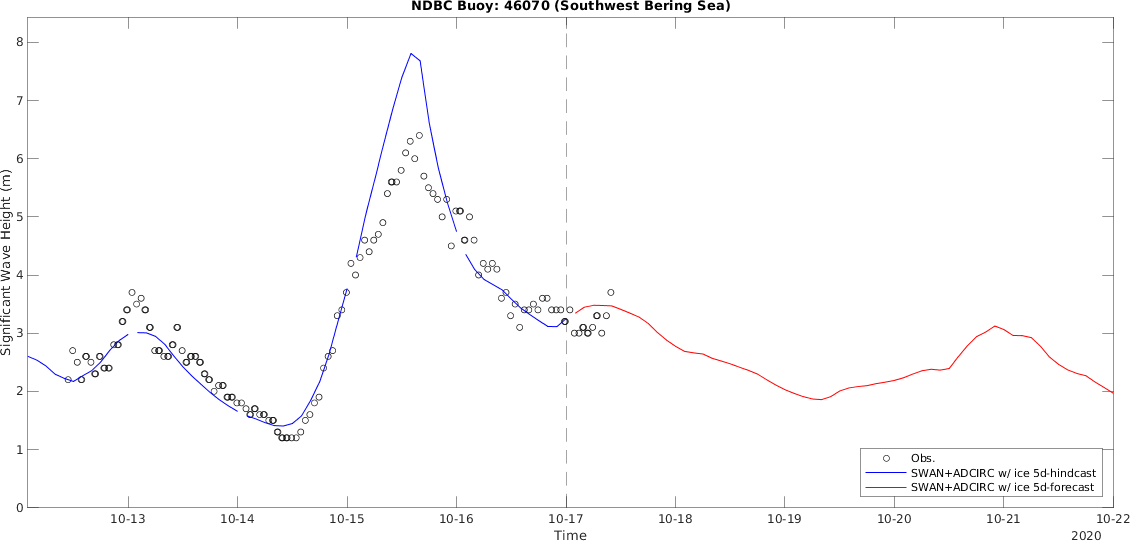 NDBC Buoy: 46070 (Southwest Bering Sea)
Significant Wave Height (m)
8
7
6
5
4
3
2
1
0
Obs.
SWAN+ADCIRC w/ ice 5d-hindcast
SWAN+ADCIRC w/ ice 5d-forecast
10-13 10-14 10-15 10-16 10-17 10-18 10-19 10-20 10-21 10-22
Time
2020